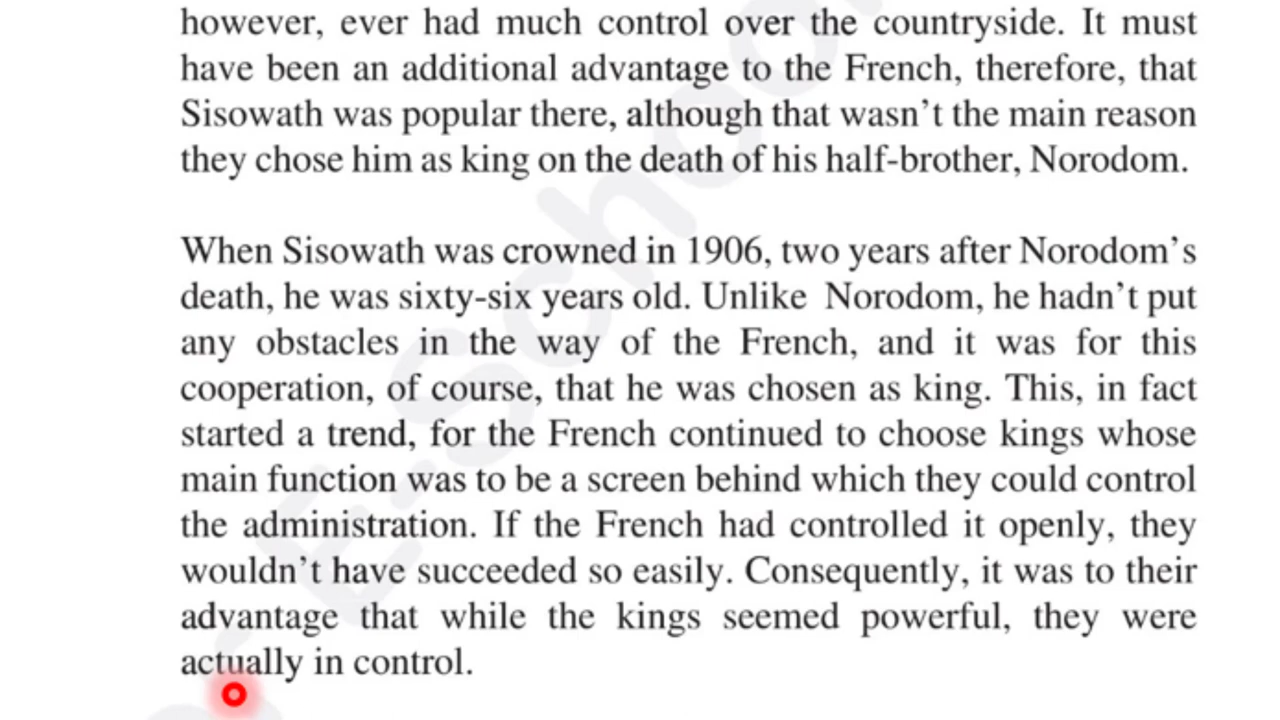 however, ever had much control over the countryside. It must
have been an additional advantage to the French, therefore, that
Sisowath was popular there, although that wasn't the main reason
they chose him as king on the death of his half-brother, Norodom.
When Sisowath was crowned in 1906, two years after Norodom's
death, he was sixty-six years old. Unlike Norodom, he hadn't put
any obstacles in the way of the French, and it was for this
cooperation, of course, that he was chosen as king. This, in fact
started a trend, for the French continued to choose kings whose
main function was to be a screen behind which they could control
the administration. If the French had controlled it openly, they
wouldn't have succeeded so easily. Consequently, it was to their
advantage that while the kings seemed powerful, they were
actually in control.